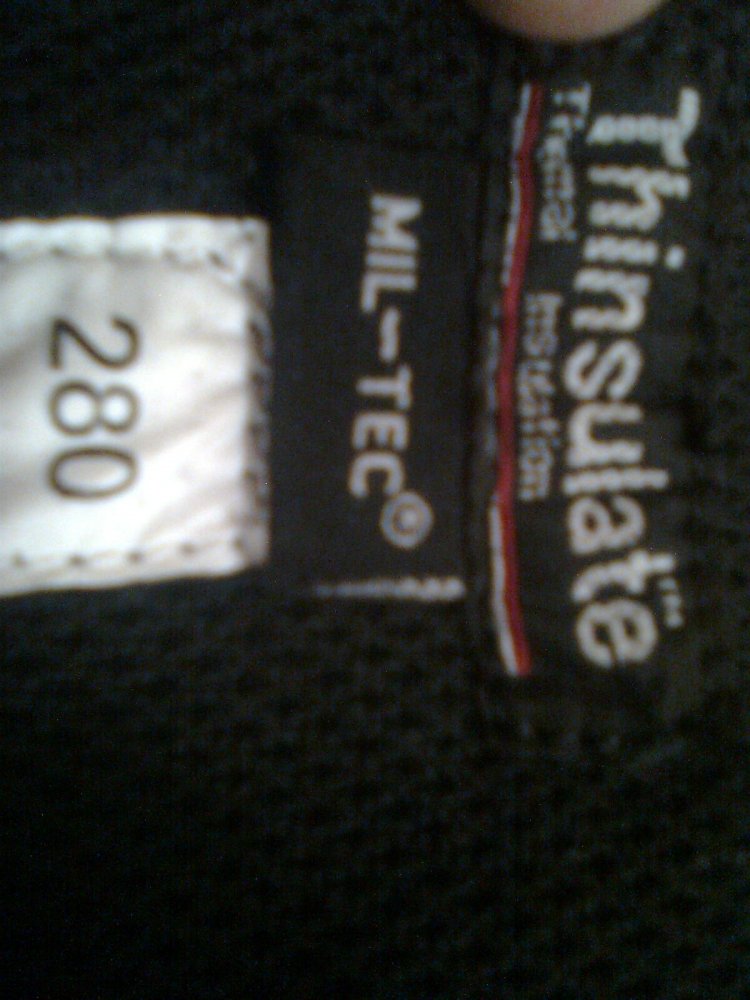 Thinsulate™
Thermal Insulation
MIL-TEC©
280